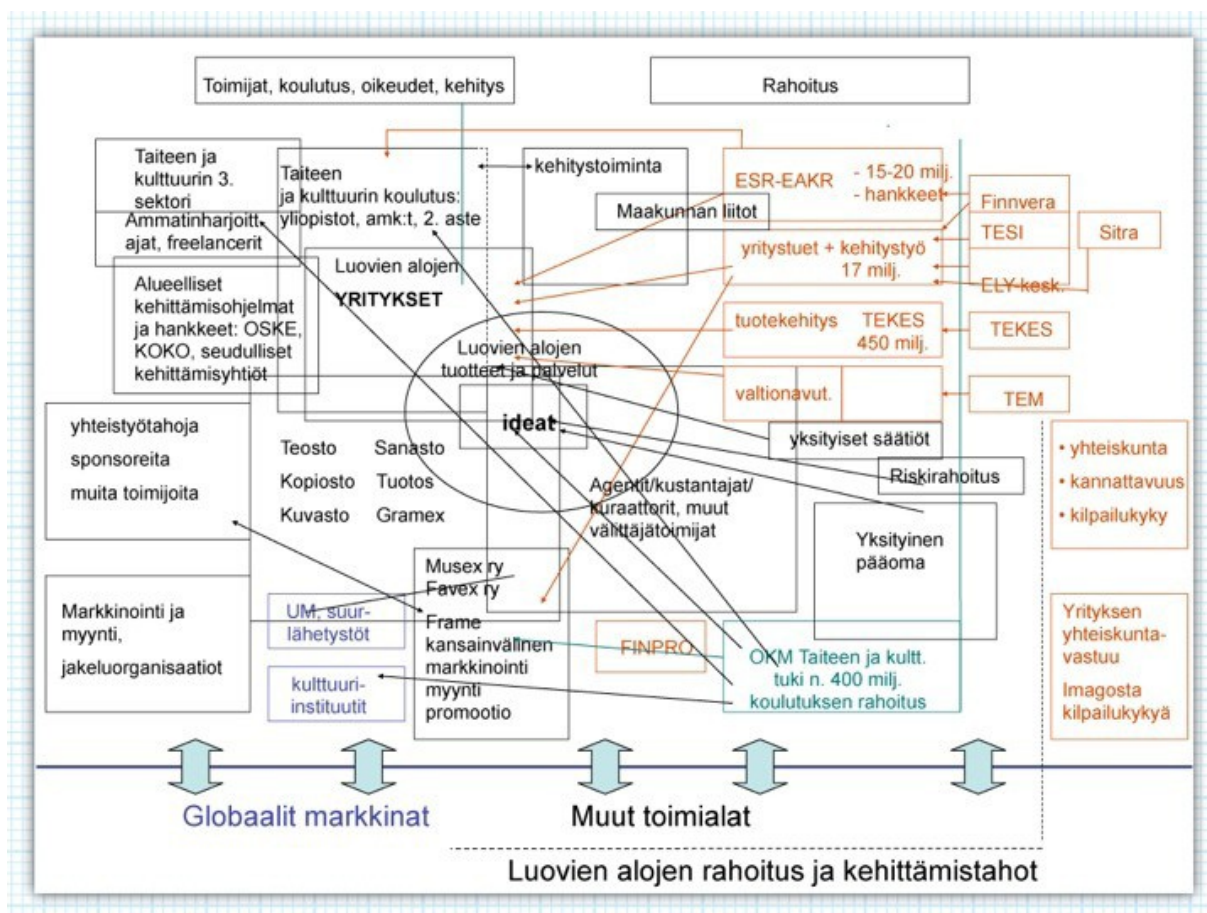 Toimijat, koulutus, oikeudet, kehitys
Rahoitus
Taiteen ja
kulttuurin 3.
sektori
Ammatinharjoitt
ajat, freelancerit
Taiteen
ja kulttuurin koulutus:
yliopistot, amk:t, 2. aste
kehitystoiminta
Maakunnan liitot
ESR-EAKR
- 15-20 milj.
- hankkeet
Finnvera
TESI
ELY-kesk.
Sitra
yritystuet + kehitystyö
17 milj.
Alueelliset
kehittämisohjelmat
ja hankkeet: OSKE,
KOKO, seudulliset
kehittämisyhtiöt
Luovien alojen
YRITYKSET
Luovien alojen
tuotteet ja palvelut
ideat
tuotekehitys TEKES
450 milj.
TEKES
valtionavut.
TEM
yksityiset säätiöt
Riskirahoitus
yhteistyötahoja
sponsoreita
muita toimijoita
Teosto Sanasto
Kopiosto Tuotos
Kuvasto Gramex
Agentit/kustantajat/
kuraattorit, muut
välittäjätoimijat
Yksityinen
pääoma
• yhteiskunta
• kannattavuus
• kilpailukyky
Markkinointi ja
myynti,
jakeluorganisaatiot
UM, suur-
lähetystöt
kulttuuri-
instituutit
Musex ry
Favex ry
Frame
kansainvälinen
markkinointi
myynti
promootio
FINPRO
OKM Taiteen ja kultt.
tuki n. 400 milj.
koulutuksen rahoitus
Yrityksen
yhteiskunta-
vastuu
Imagosta
kilpailukykyä
Globaalit markkinat
Muut toimialat
Luovien alojen rahoitus ja kehittämistahot